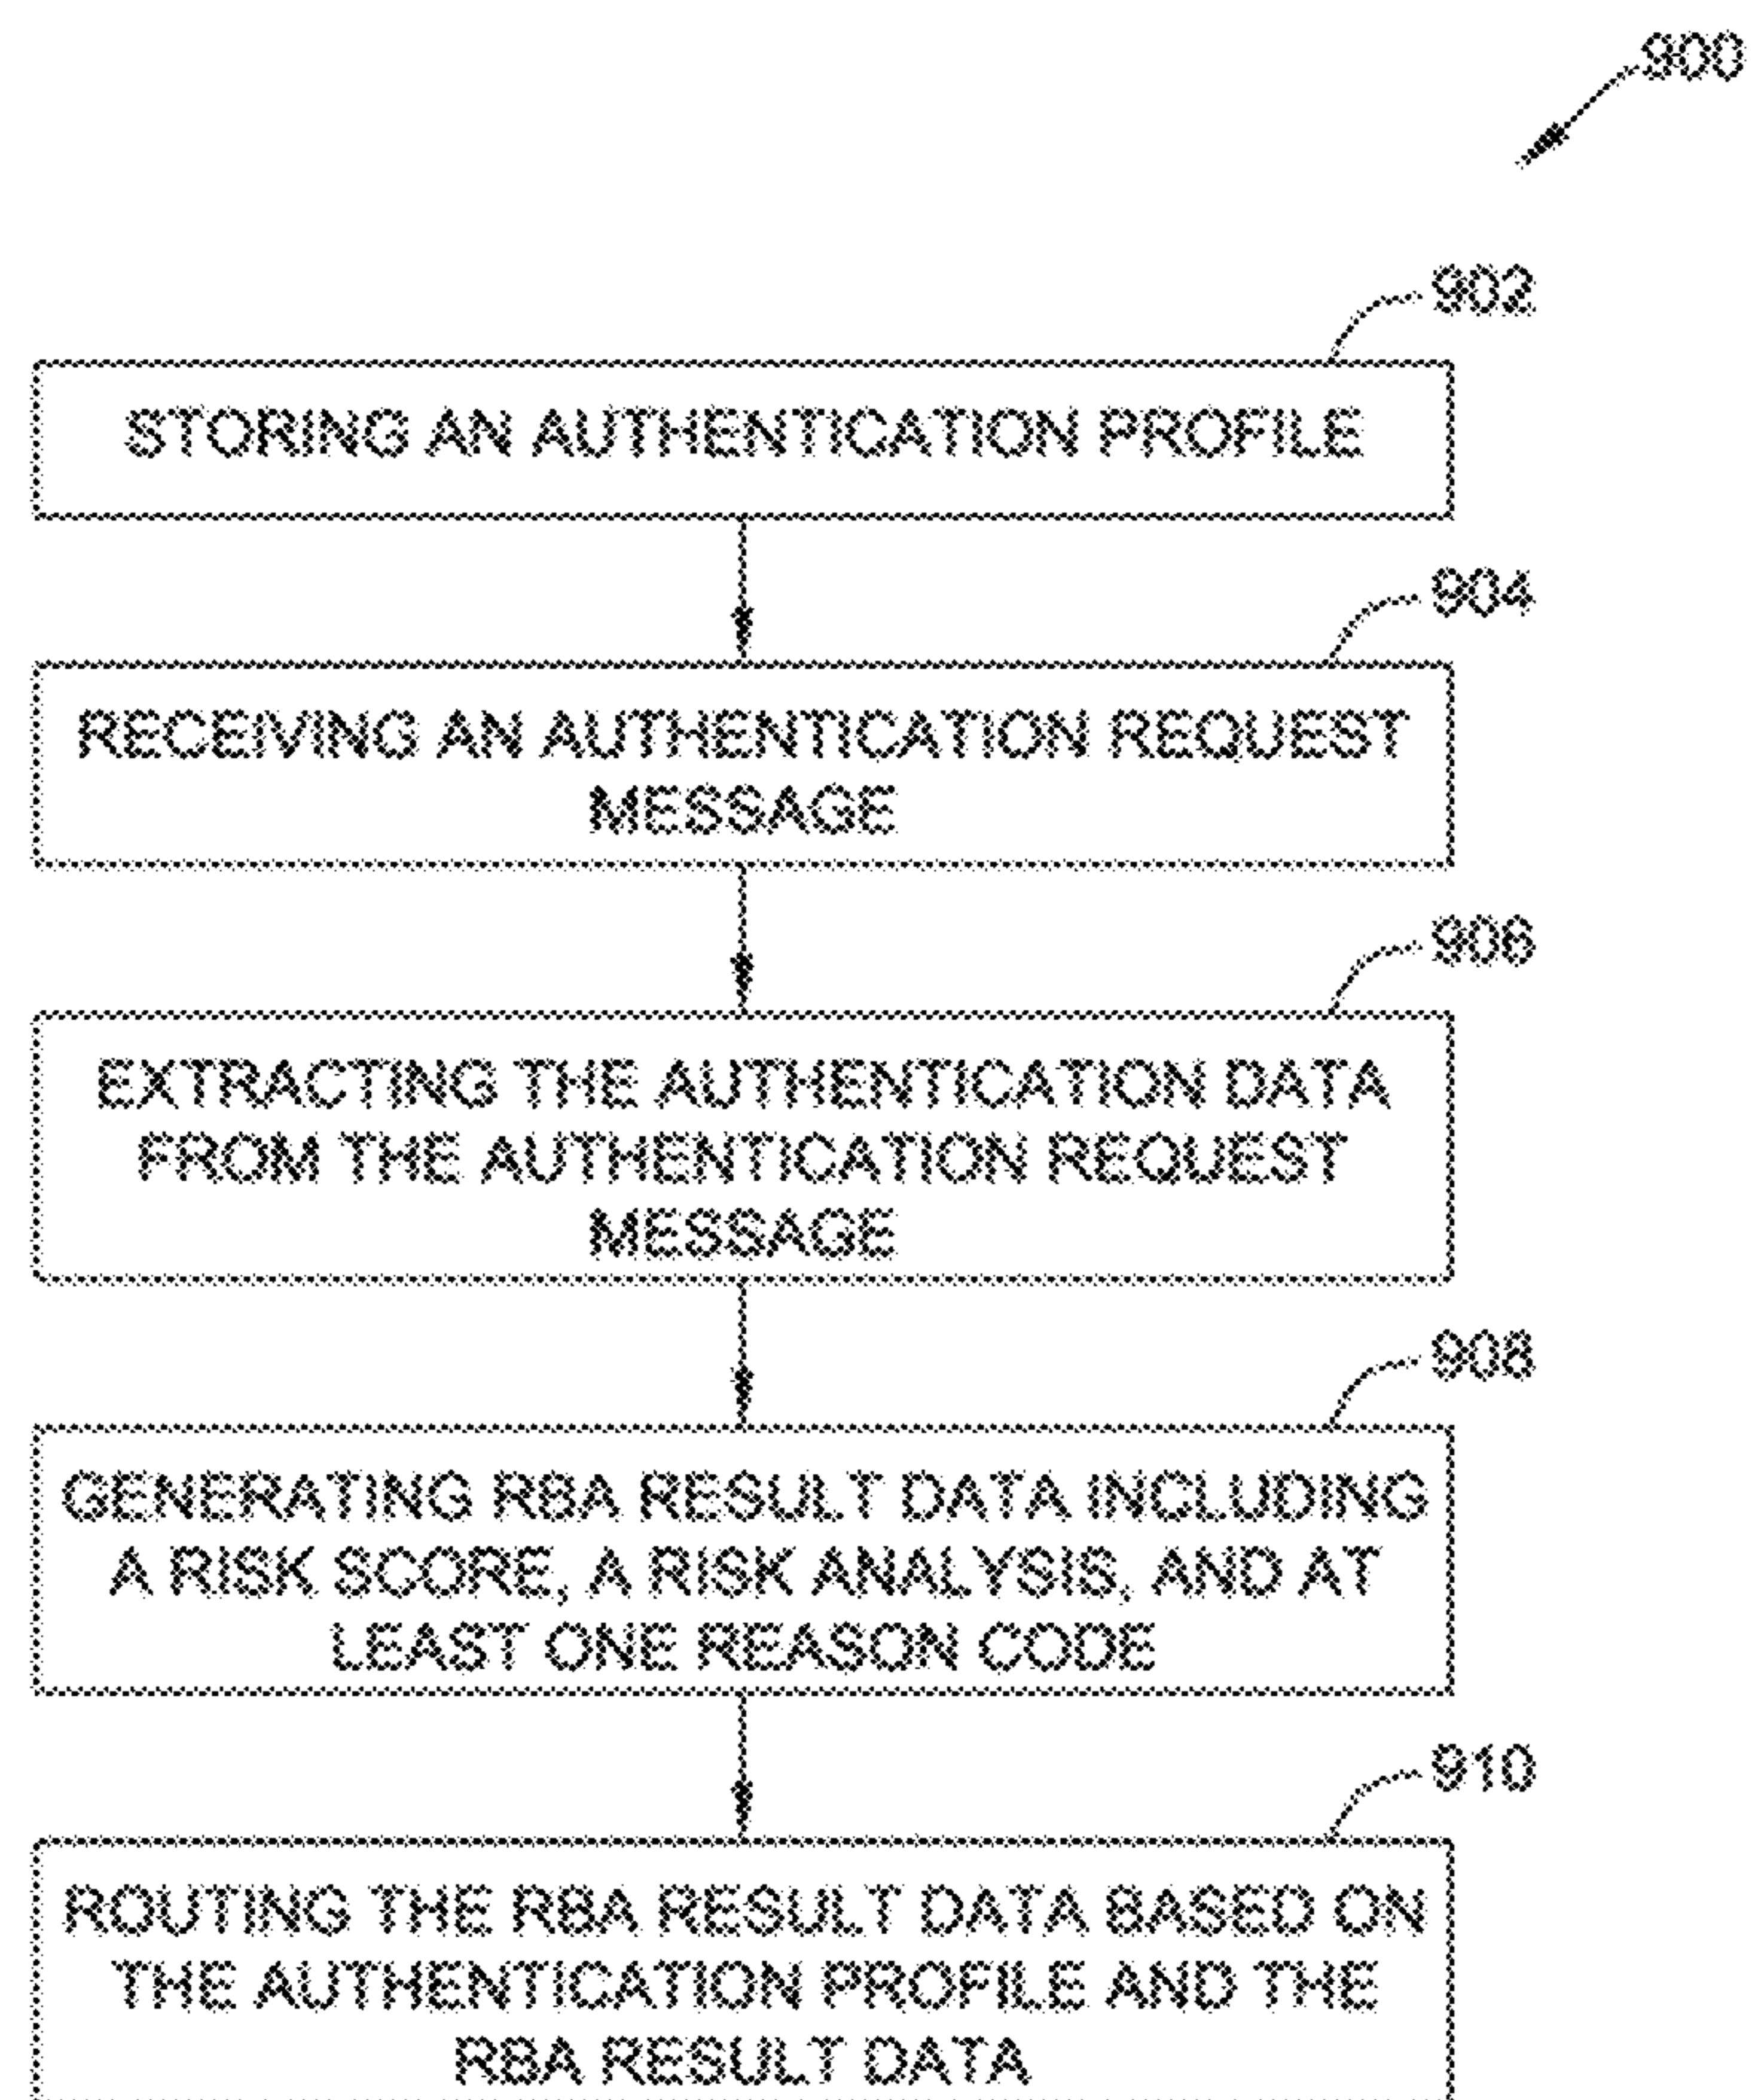 900
902
STORING AN AUTHENTICATION PROFILE
904
RECEIVING AN AUTHENTICATION REQUEST
MESSAGE
906
EXTRACTING THE AUTHENTICATION DATA
FROM THE AUTHENTICATION REQUEST
MESSAGE
908
GENERATING RBA RESULT DATA INCLUDING
A RISK SCORE, A RISK ANALYSIS, AND AT
LEAST ONE REASON CODE
910
ROUTING THE RBA RESULT DATA BASED ON
THE AUTHENTICATION PROFILE AND THE
RBA RESULT DATA